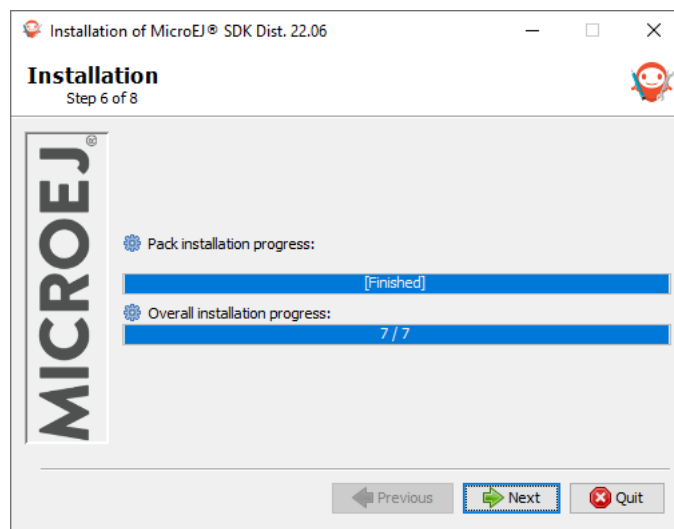 Installation of MicroEJ® SDK Dist. 22.06
Installation
Step 6 of 8
MICROEJ®
Pack installation progress:
[Finished]
Overall installation progress:
7 / 7
Previous
Next
Quit